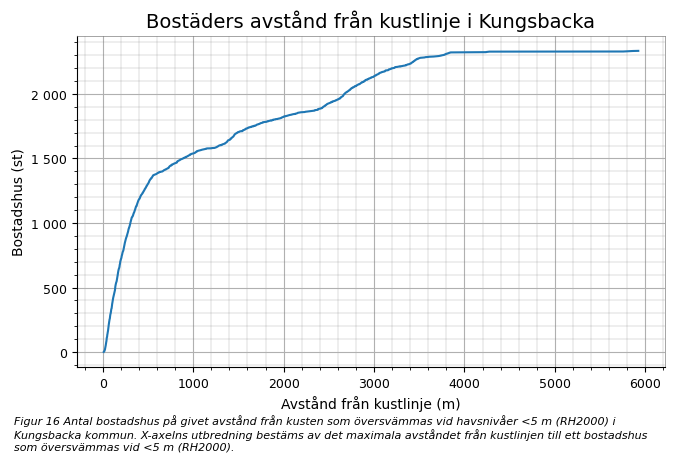 Bostäders avstånd från kustlinje i Kungsbacka
Bostadshus (st)
2 000
1 500
1 000
500
0
0 1000 2000 3000 4000 5000 6000
Avstånd från kustlinje (m)
Figur 16 Antal bostadshus på givet avstånd från kusten som översvämmas vid havsnivåer <5 m (RH2000) i
Kungsbacka kommun. X-axelns utbredning bestäms av det maximala avståndet från kustlinjen till ett bostadshus
som översvämmas vid <5 m (RH2000).